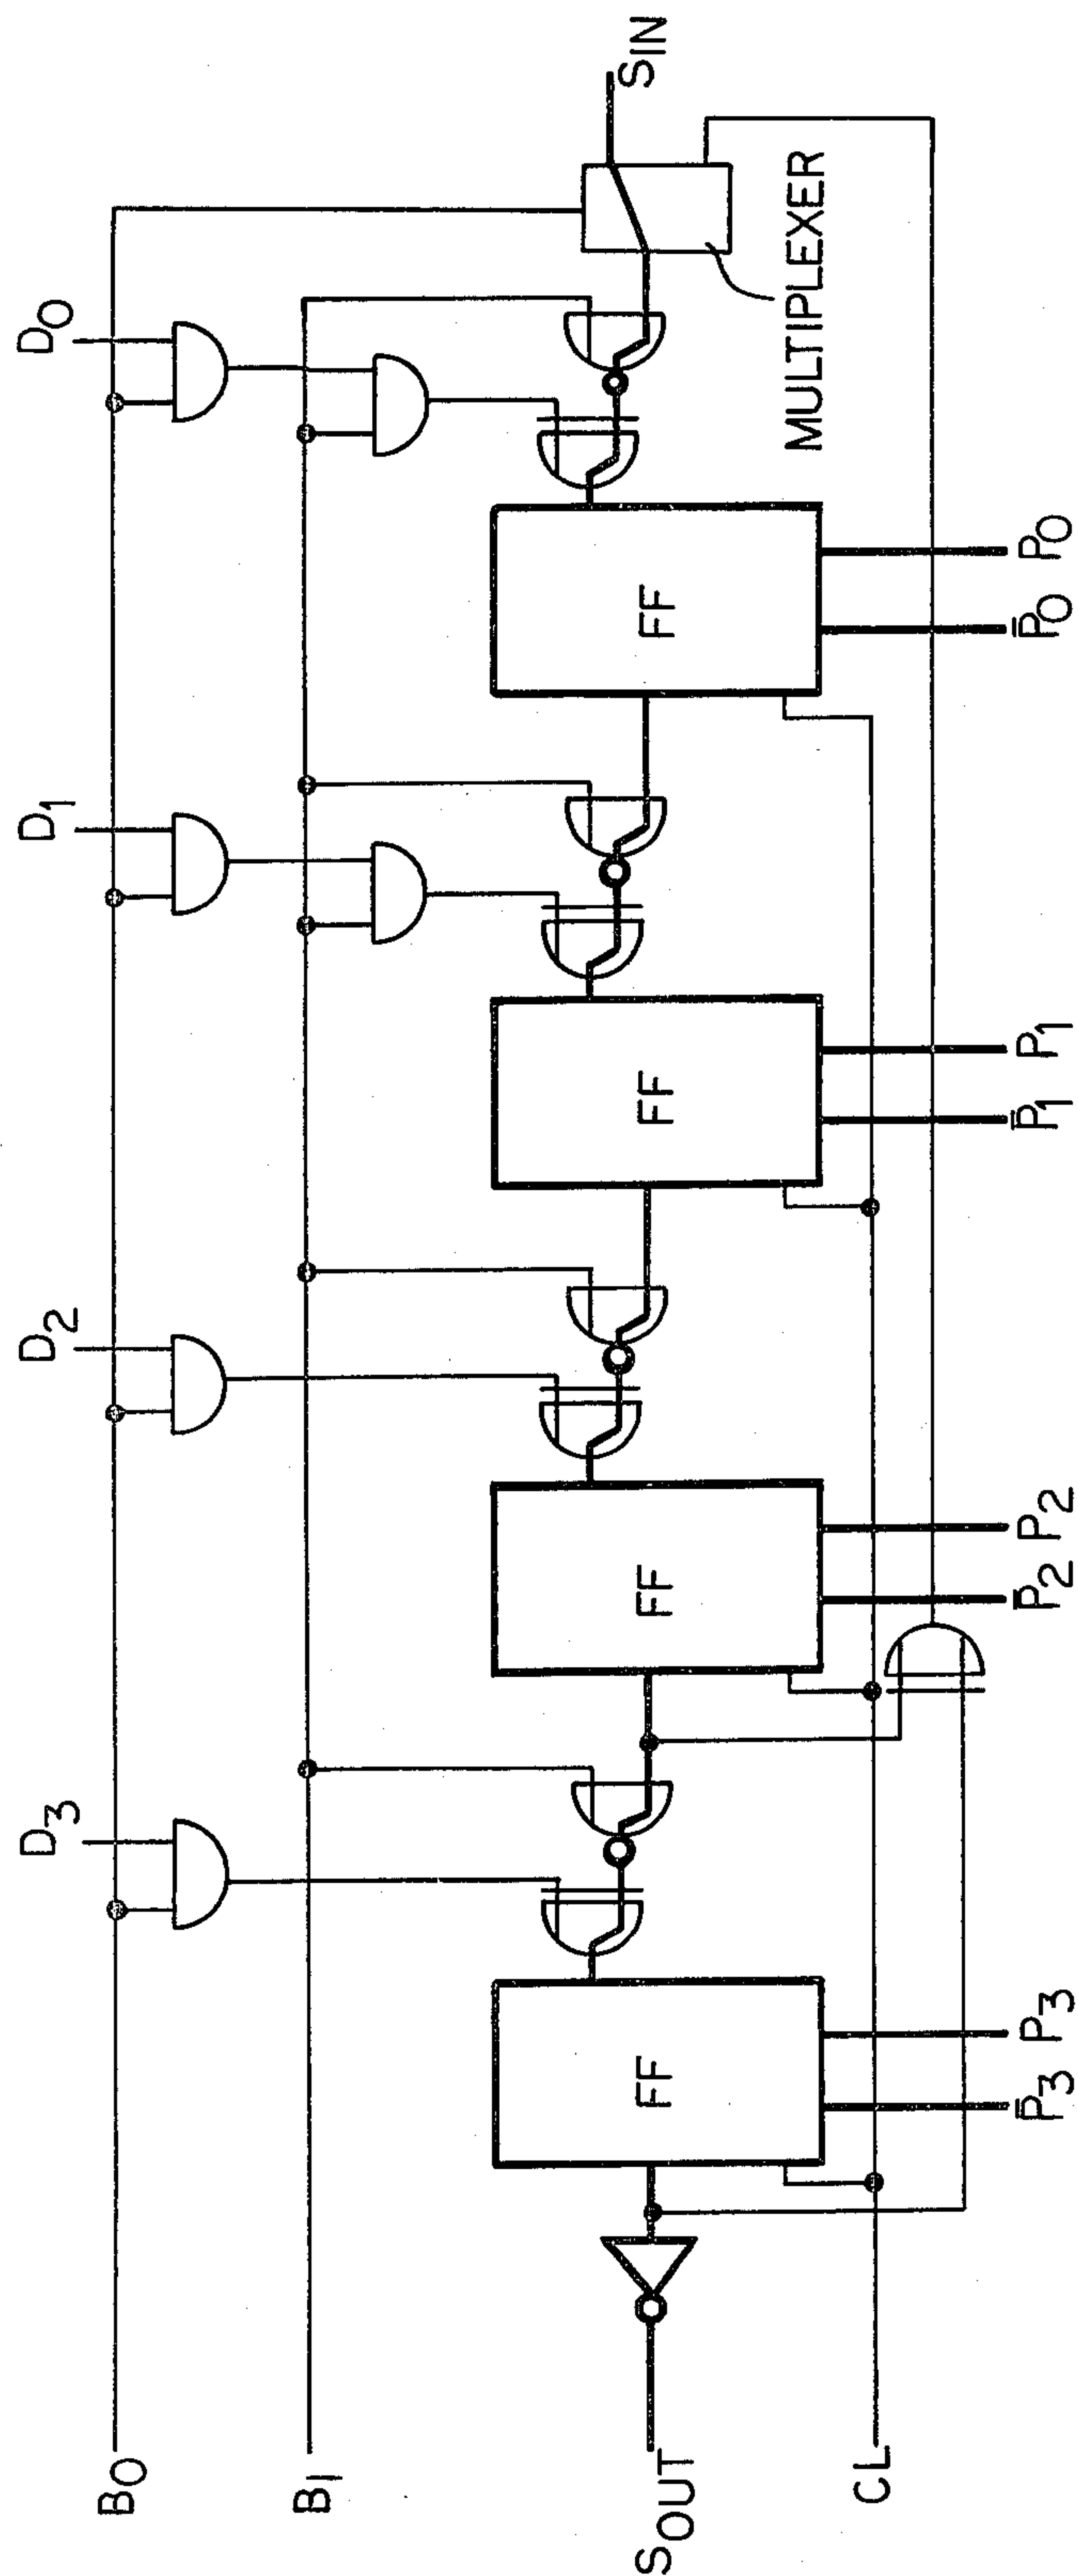 D3 D2 D1 D0
B0
B1
SIN
FF FF FF FF
SOUT
MULTIPLEXER
CL
P̄3 P3 P̄2 P2 P̄1 P1 P̄0 P0